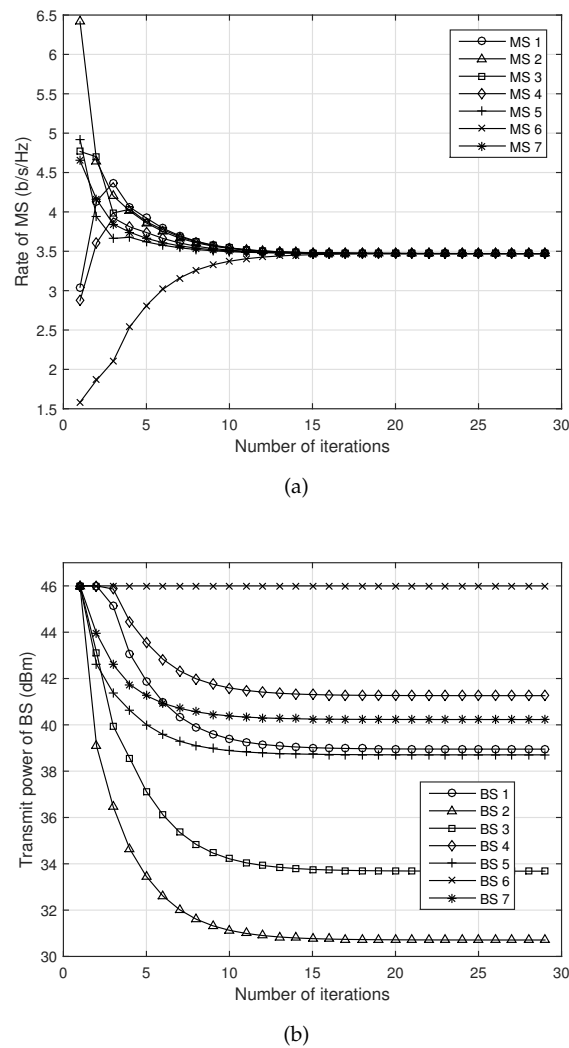 6.5
6
5.5
5
4.5
4
3.5
3
2.5
2
1.5
Rate of MS (b/s/Hz)
MS 1
MS 2
MS 3
MS 4
MS 5
MS 6
MS 7
0 5 10 15 20 25 30
Number of iterations
(a)
46
44
42
40
38
36
34
32
30
Transmit power of BS (dBm)
BS 1
BS 2
BS 3
BS 4
BS 5
BS 6
BS 7
0 5 10 15 20 25 30
Number of iterations
(b)